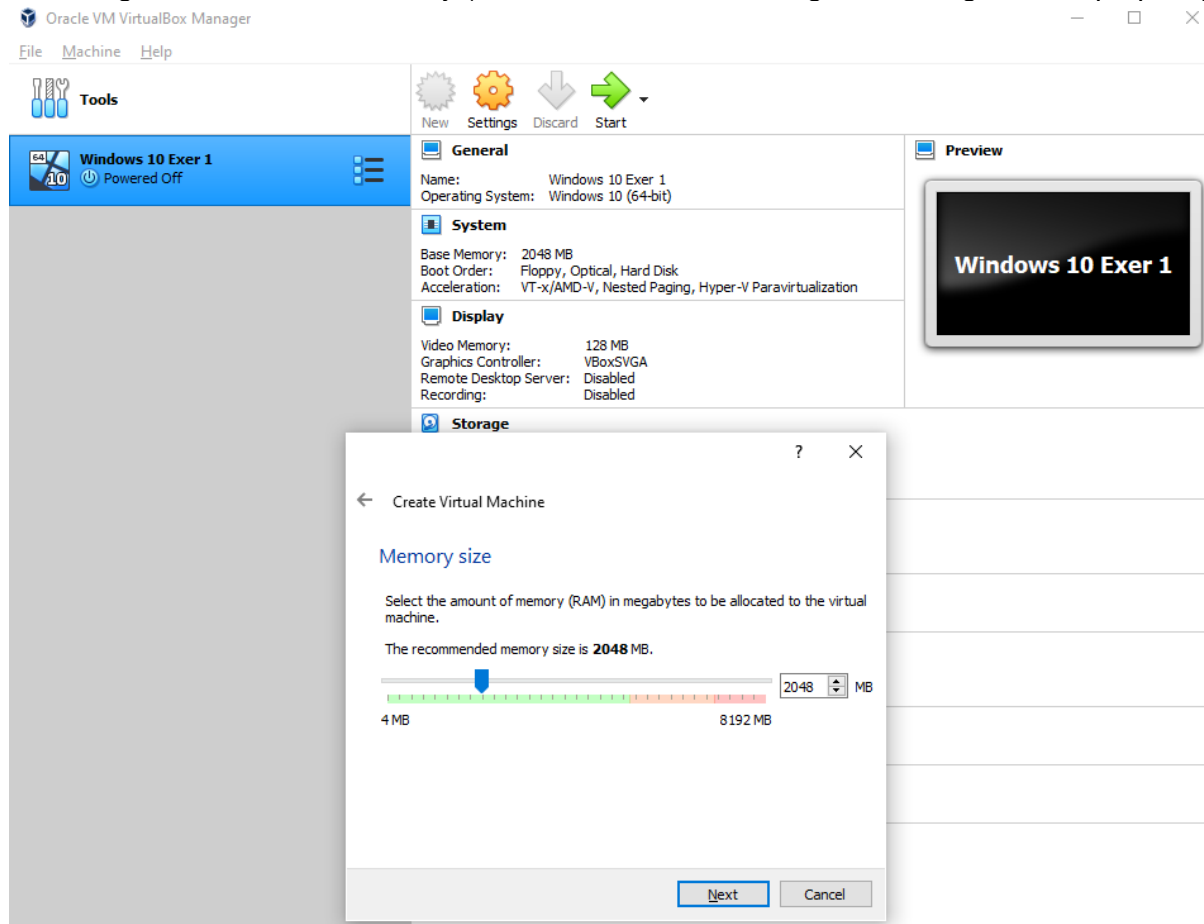 Oracle VM VirtualBox Manager
File Machine Help
Tools
New Settings Discard Start
64 10 Windows 10 Exer 1
Powered Off
General
Name: Windows 10 Exer 1
Operating System: Windows 10 (64-bit)
System
Base Memory: 2048 MB
Boot Order: Floppy, Optical, Hard Disk
Acceleration: VT-x/AMD-V, Nested Paging, Hyper-V Paravirtualization
Display
Video Memory: 128 MB
Graphics Controller: VBoxSVGA
Remote Desktop Server: Disabled
Recording: Disabled
Storage
Preview
Windows 10 Exer 1
? ×
← Create Virtual Machine
Memory size
Select the amount of memory (RAM) in megabytes to be allocated to the virtual
machine.
The recommended memory size is 2048 MB.
2048 MB
4 MB 8192 MB
Next Cancel